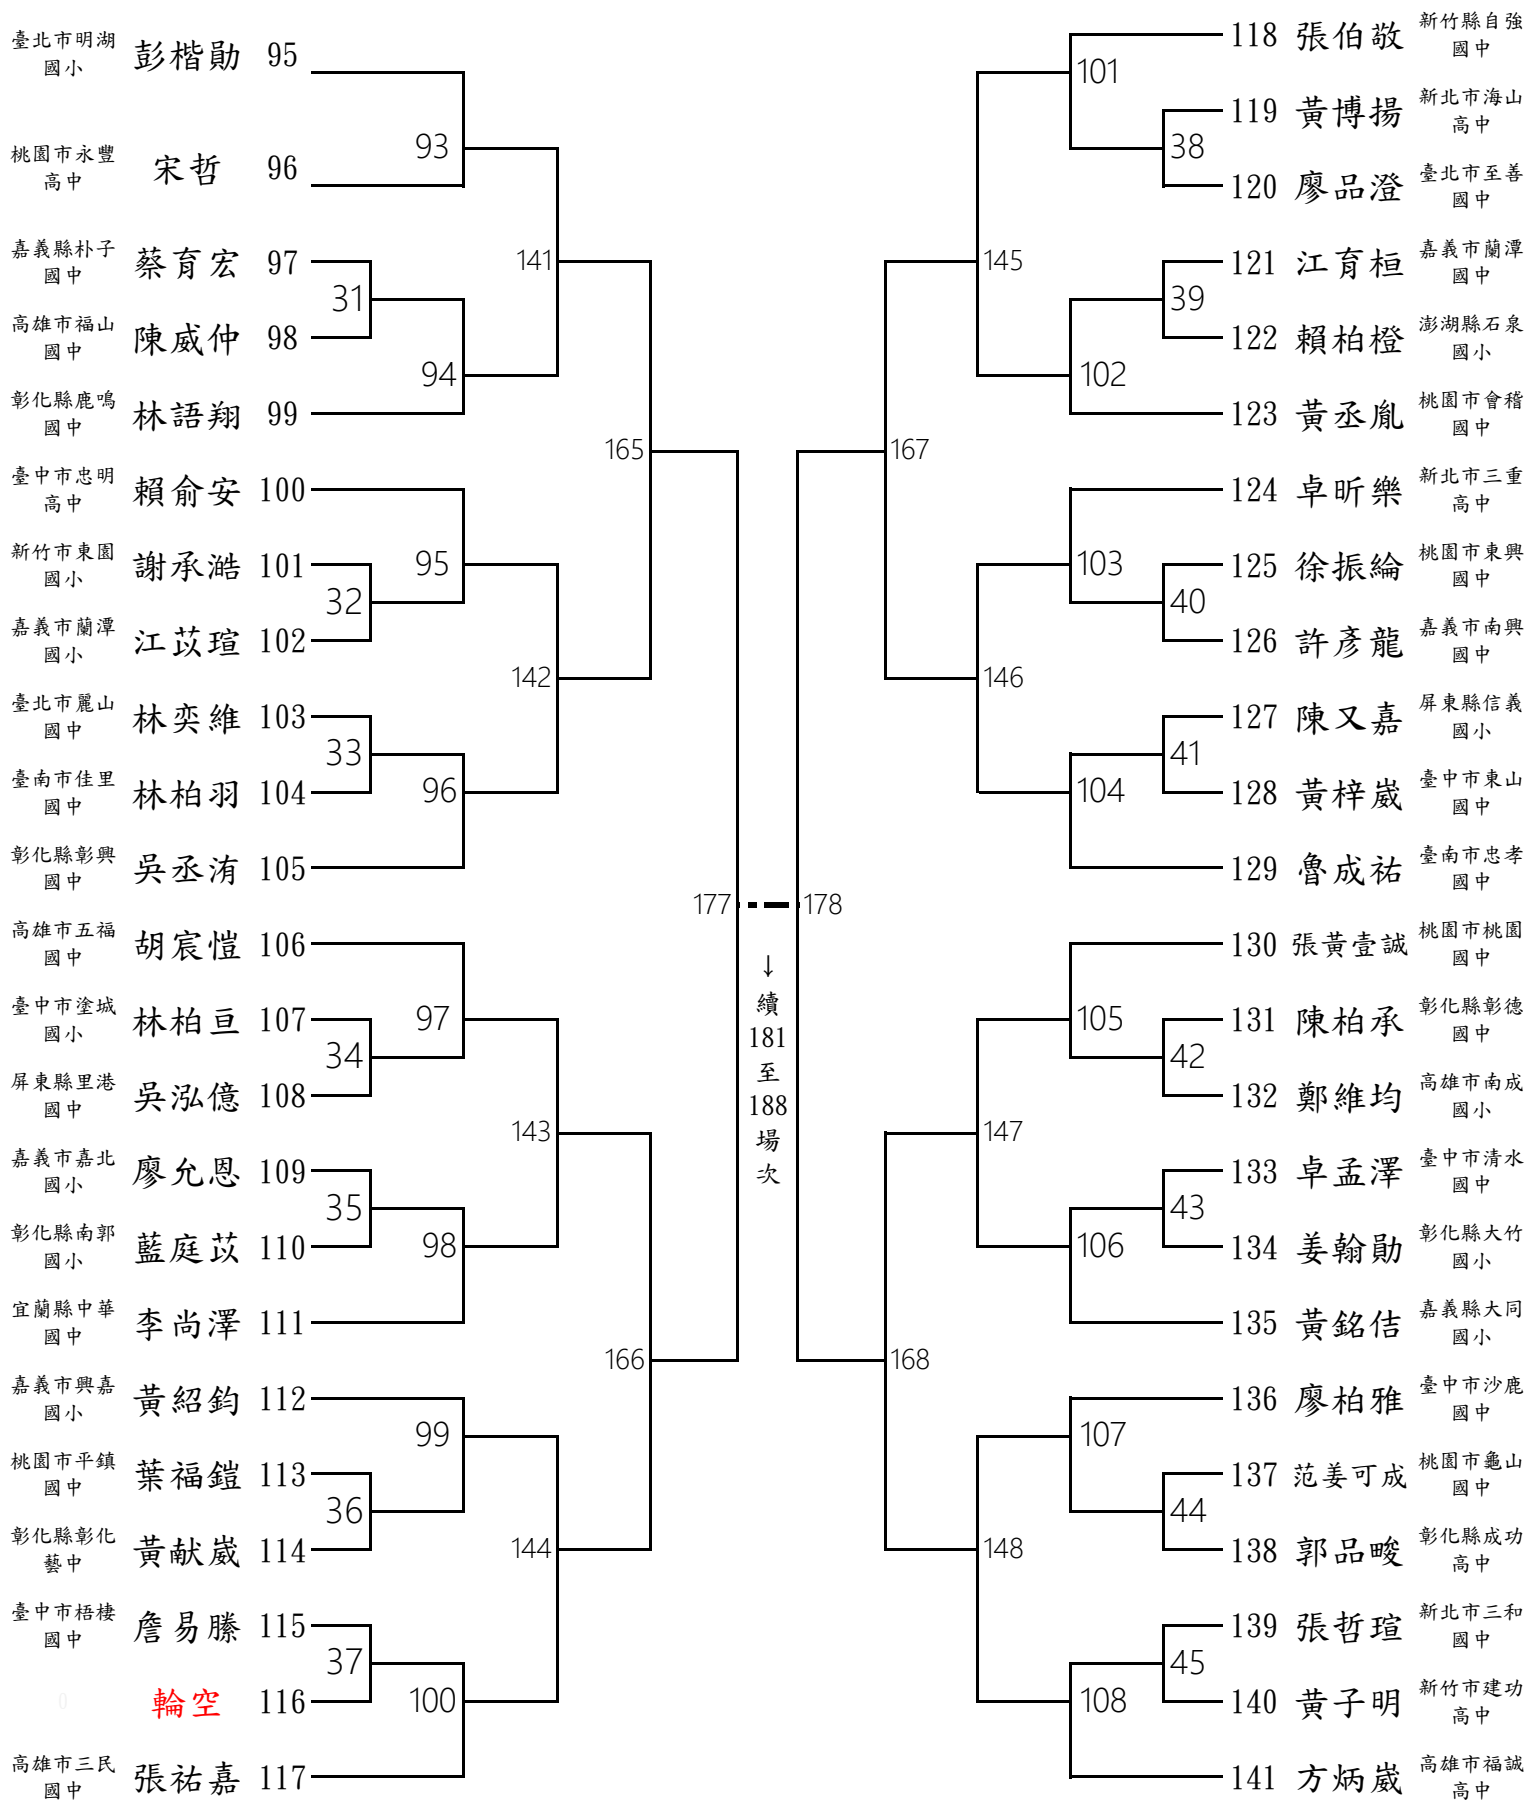 臺北市明湖
國小
彭楷勛 95
桃園市永豐
高中
宋哲 96
93
嘉義縣朴子
國中
蔡育宏 97
31
高雄市福山
國中
陳威仲 98
94
彰化縣鹿鳴
國中
林語翔 99
141
臺中市忠明
高中
賴俞安 100
95
新竹市東園
國小
謝承澔 101
32
嘉義市蘭潭
國小
江苡瑄 102
142
臺北市麗山
國中
林奕維 103
33
臺南市佳里
國中
林柏羽 104
96
彰化縣彰興
國中
吳丞洧 105
165
高雄市五福
國中
胡宸愷 106
97
臺中市塗城
國小
林柏亘 107
34
屏東縣里港
國中
吳泓億 108
143
嘉義市嘉北
國小
廖允恩 109
35
彰化縣南郭
國小
藍庭苡 110
98
宜蘭縣中華
國中
李尚澤 111
166
嘉義市興嘉
國小
黃紹鈞 112
99
桃園市平鎮
國中
葉福鎧 113
36
彰化縣彰化
藝中
黃献崴 114
144
臺中市梧棲
國中
詹易縢 115
37
0
輪空 116
100
高雄市三民
國中
張祐嘉 117
177
178
↓
續
181
至
188
場
次
118 張伯敬
新竹縣自強
國中
101
119 黃博揚
新北市海山
高中
38
120 廖品澄
臺北市至善
國中
145
121 江育桓
嘉義市蘭潭
國中
39
122 賴柏橙
澎湖縣石泉
國小
102
123 黃丞胤
桃園市會稽
國中
167
124 卓昕樂
新北市三重
高中
103
125 徐振綸
桃園市東興
國中
40
126 許彥龍
嘉義市南興
國中
146
127 陳又嘉
屏東縣信義
國小
41
128 黃梓崴
臺中市東山
國中
104
129 魯成祐
臺南市忠孝
國中
130 張黃壹誠
桃園市桃園
國中
105
131 陳柏承
彰化縣彰德
國中
42
132 鄭維均
高雄市南成
國小
147
133 卓孟澤
臺中市清水
國中
43
134 姜翰勛
彰化縣大竹
國小
106
135 黃銘佶
嘉義縣大同
國小
168
136 廖柏雅
臺中市沙鹿
國中
107
137 范姜可成
桃園市龜山
國中
44
138 郭品畯
彰化縣成功
高中
148
139 張哲瑄
新北市三和
國中
45
140 黃子明
新竹市建功
高中
108
141 方炳崴
高雄市福誠
高中